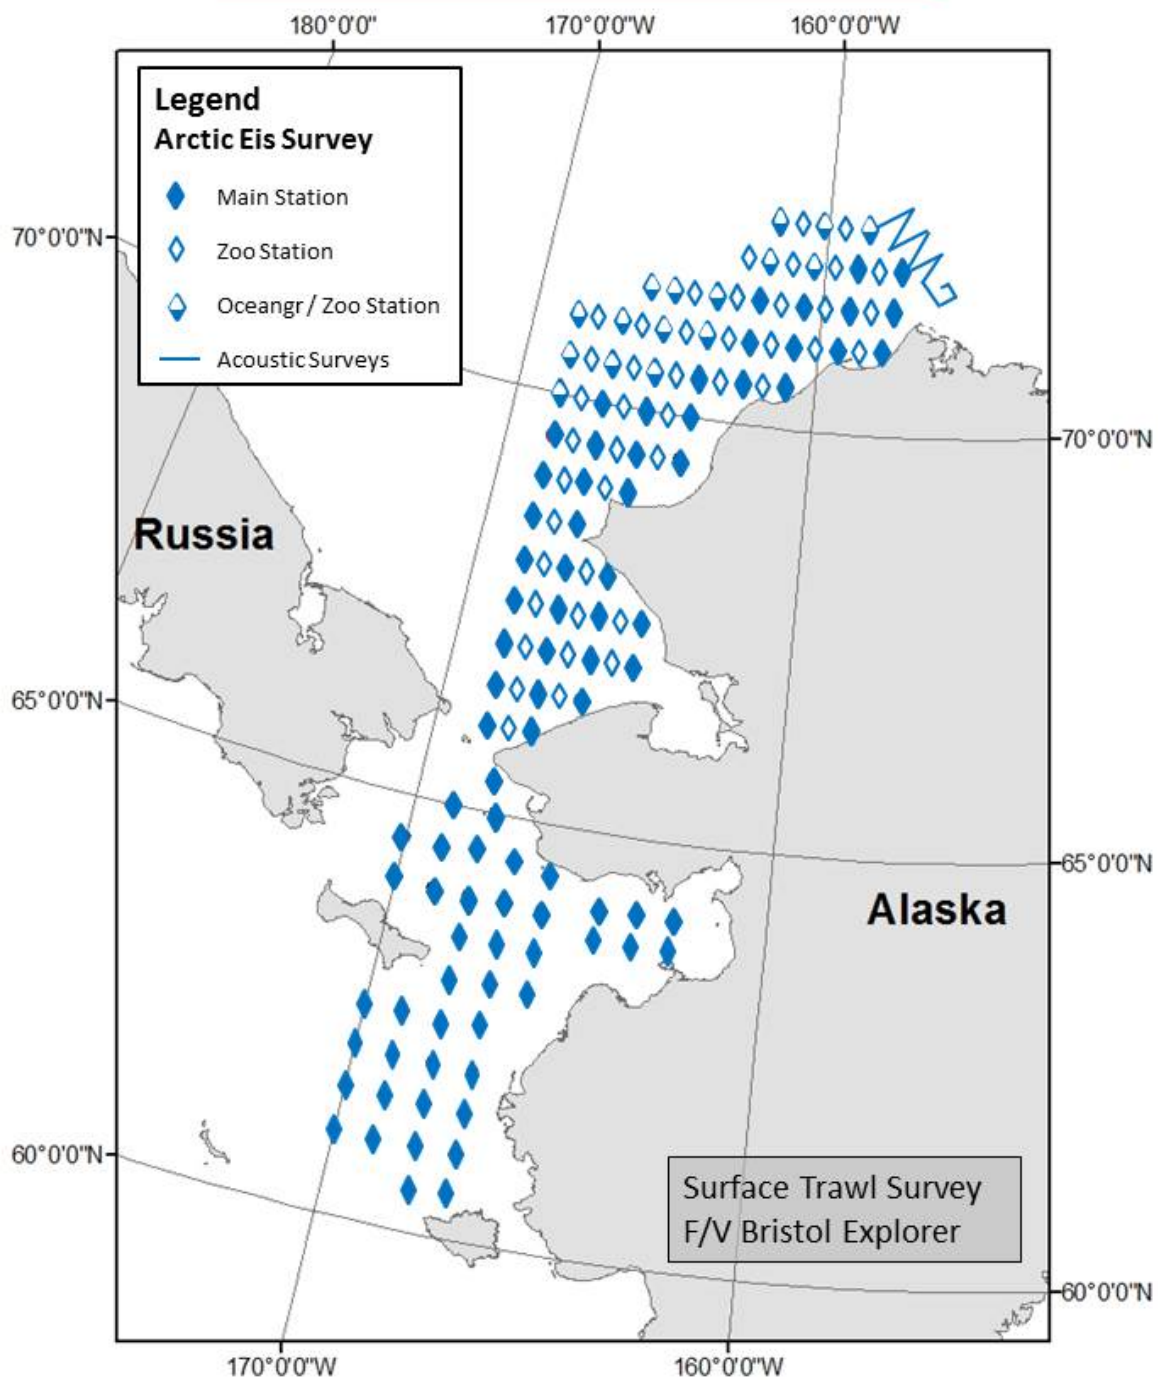 180°0'0"
170°0'0"W
160°0'0"W
Legend
Arctic Eis Survey
Main Station
Zoo Station
Oceangr / Zoo Station
Acoustic Surveys
70°0'0"N
70°0'0"N
Russia
65°0'0"N
65°0'0"N
Alaska
60°0'0"N
Surface Trawl Survey
F/V Bristol Explorer
60°0'0"N
170°0'0"W
160°0'0"W